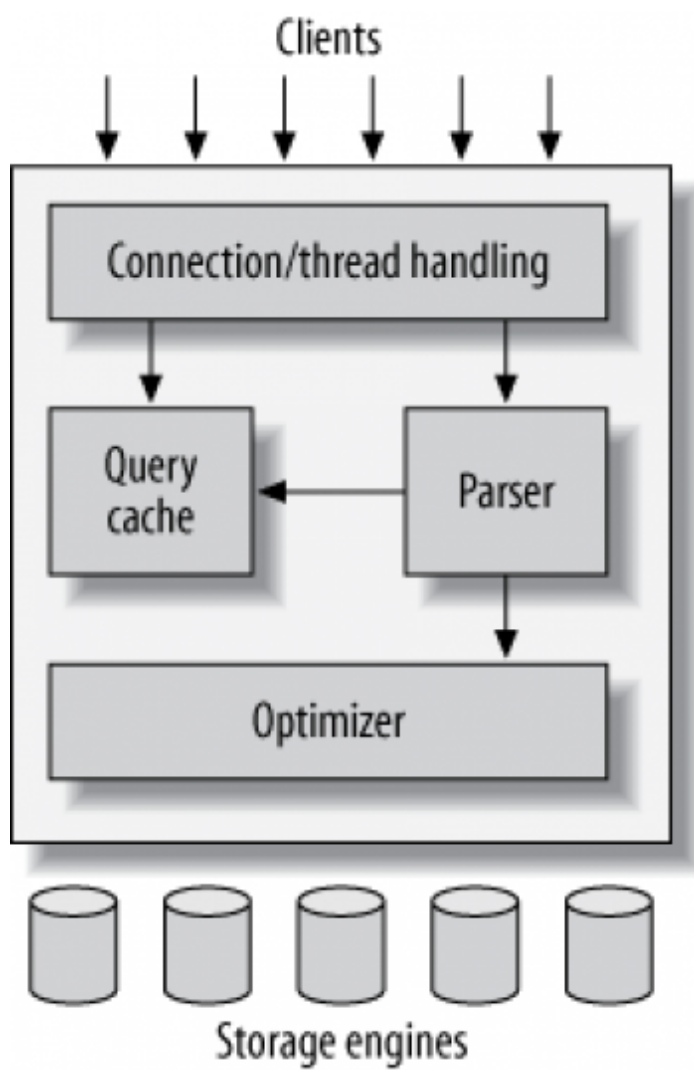 Clients
Connection/thread handling
Query
cache
Parser
Optimizer
Storage engines